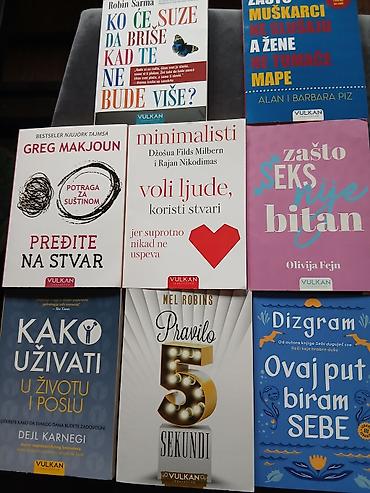 Robin Šarma
KO ĆE SUZE
DA BRIŠE
KAD TE
NE
BUDE VIŠE?
VULKAN
ZAŠTO
MUŠKARCI
NE SLUŠAJU
A ŽENE
NE TUMAČE
MAPE
ALAN I BARBARA PIZ
VULKAN
BESTSELER NJUJORK TAJMSA
GREG MAKJOUN
POTRAGA ZA
SUŠTINOM
PREĐITE
NA STVAR
VULKAN
minimalisti
Džošua Filds Milbern
i Rajan Nikodimas
voli ljude,
koristi stvari
jer suprotno
nikad ne
uspeva
VULKAN
zašto
SEKS
nije
bitan
Olivija Fejn
VULKAN
KAKO
UŽIVATI
U ŽIVOTU
I POSLU
DEJL KARNEGI
VULKAN
MEL ROBINS
Pravilo
5
SEKUNDI
VULKAN
Dizgram
Ovaj put
biram
SEBE
VULKAN